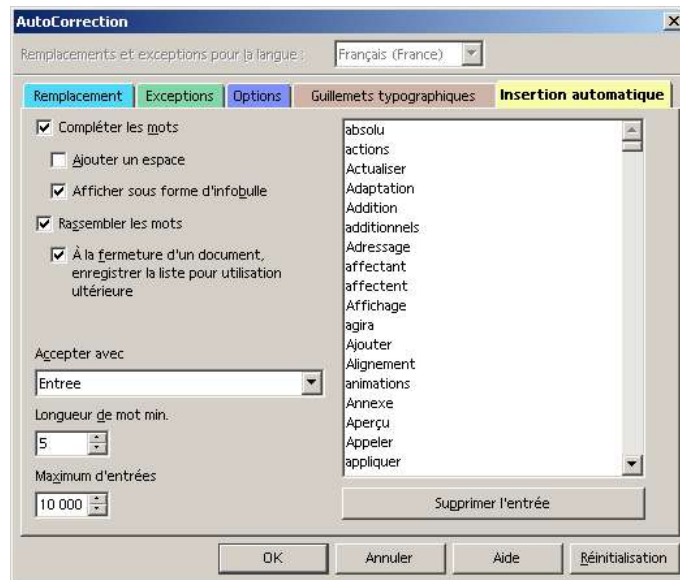 AutoCorrection
Remplacements et exceptions pour la langue : Français (France)
Remplacement Exceptions Options Guillemets typographiques Insertion automatique
Compléter les mots
Ajouter un espace
Afficher sous forme d'infobulle
Rassembler les mots
À la fermeture d'un document,
enregistrer la liste pour utilisation
ultérieure
Accepter avec
Entree
Longueur de mot min.
5
Maximum d'entrées
10 000
absolu
actions
Actualiser
Adaptation
Addition
additionnels
Adressage
affectant
affectent
Affichage
agira
Ajouter
Alignement
animations
Annexe
Aperçu
Appeler
appliquer
Supprimer l'entrée
OK Annuler Aide Réinitialisation